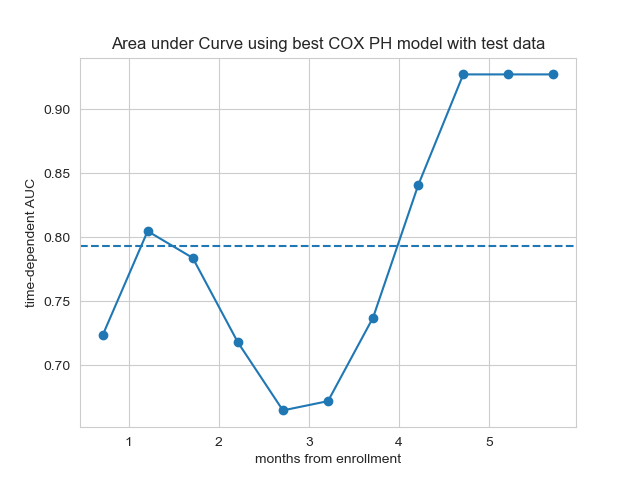 Area under Curve using best COX PH model with test data
time-dependent AUC
0.90
0.85
0.80
0.75
0.70
1 2 3 4 5
months from enrollment